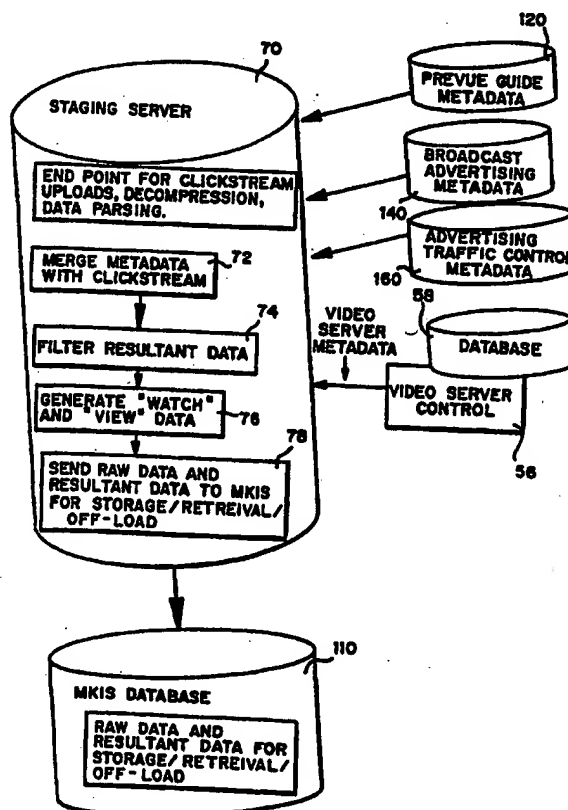 70
STAGING SERVER
END POINT FOR CLICKSTREAM
UPLOADS, DECOMPRESSION,
DATA PARSING.
MERGE METADATA
WITH CLICKSTREAM
72
FILTER RESULTANT DATA
74
GENERATE "WATCH"
AND "VIEW" DATA
76
SEND RAW DATA AND
RESULTANT DATA TO MKIS
FOR STORAGE/RETREIVAL/
OFF-LOAD
78
120
PREVUE GUIDE
METADATA
BROADCAST
ADVERTISING
METADATA
140
ADVERTISING
TRAFFIC CONTROL
METADATA
160
58
DATABASE
VIDEO
SERVER
METADATA
VIDEO SERVER
CONTROL
56
110
MKIS DATABASE
RAW DATA AND
RESULTANT DATA FOR
STORAGE/RETREIVAL/
OFF-LOAD